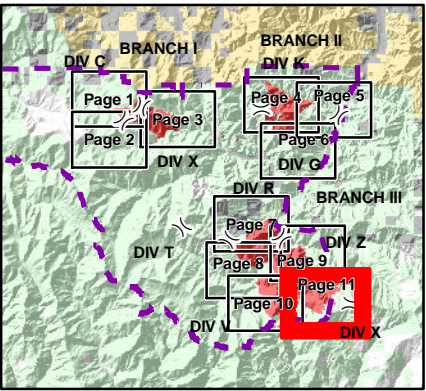 BRANCH I
BRANCH II
DIV C
DIV K
Page 1
Page 4
Page 5
Page 3
Page 2
Page 6
DIV X
DIV G
DIV R
BRANCH III
Page 7
DIV Z
DIV T
Page 8
Page 9
Page 11
Page 10
DIV V
DIV X